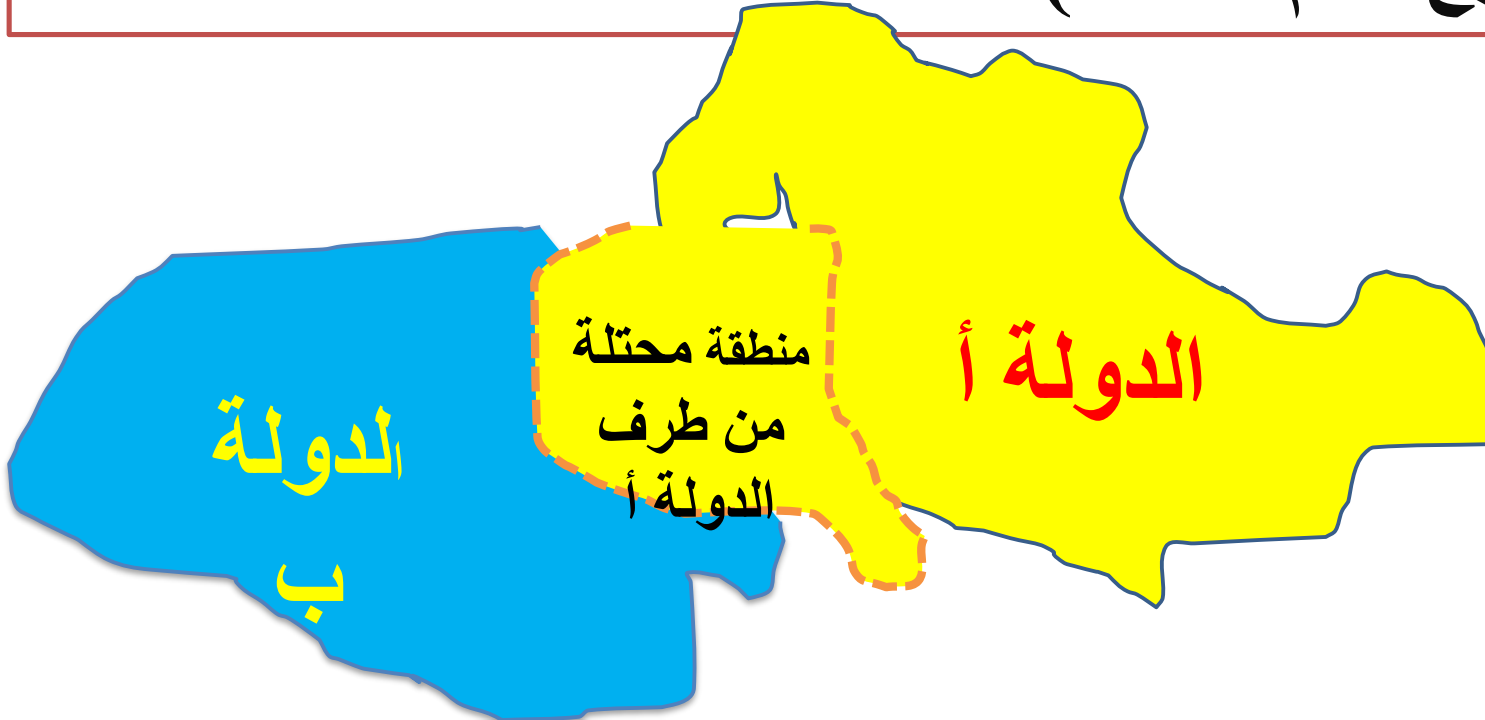 الدولة أ
منطقة محتلة
من طرف
الدولة أ
الدولة
ب